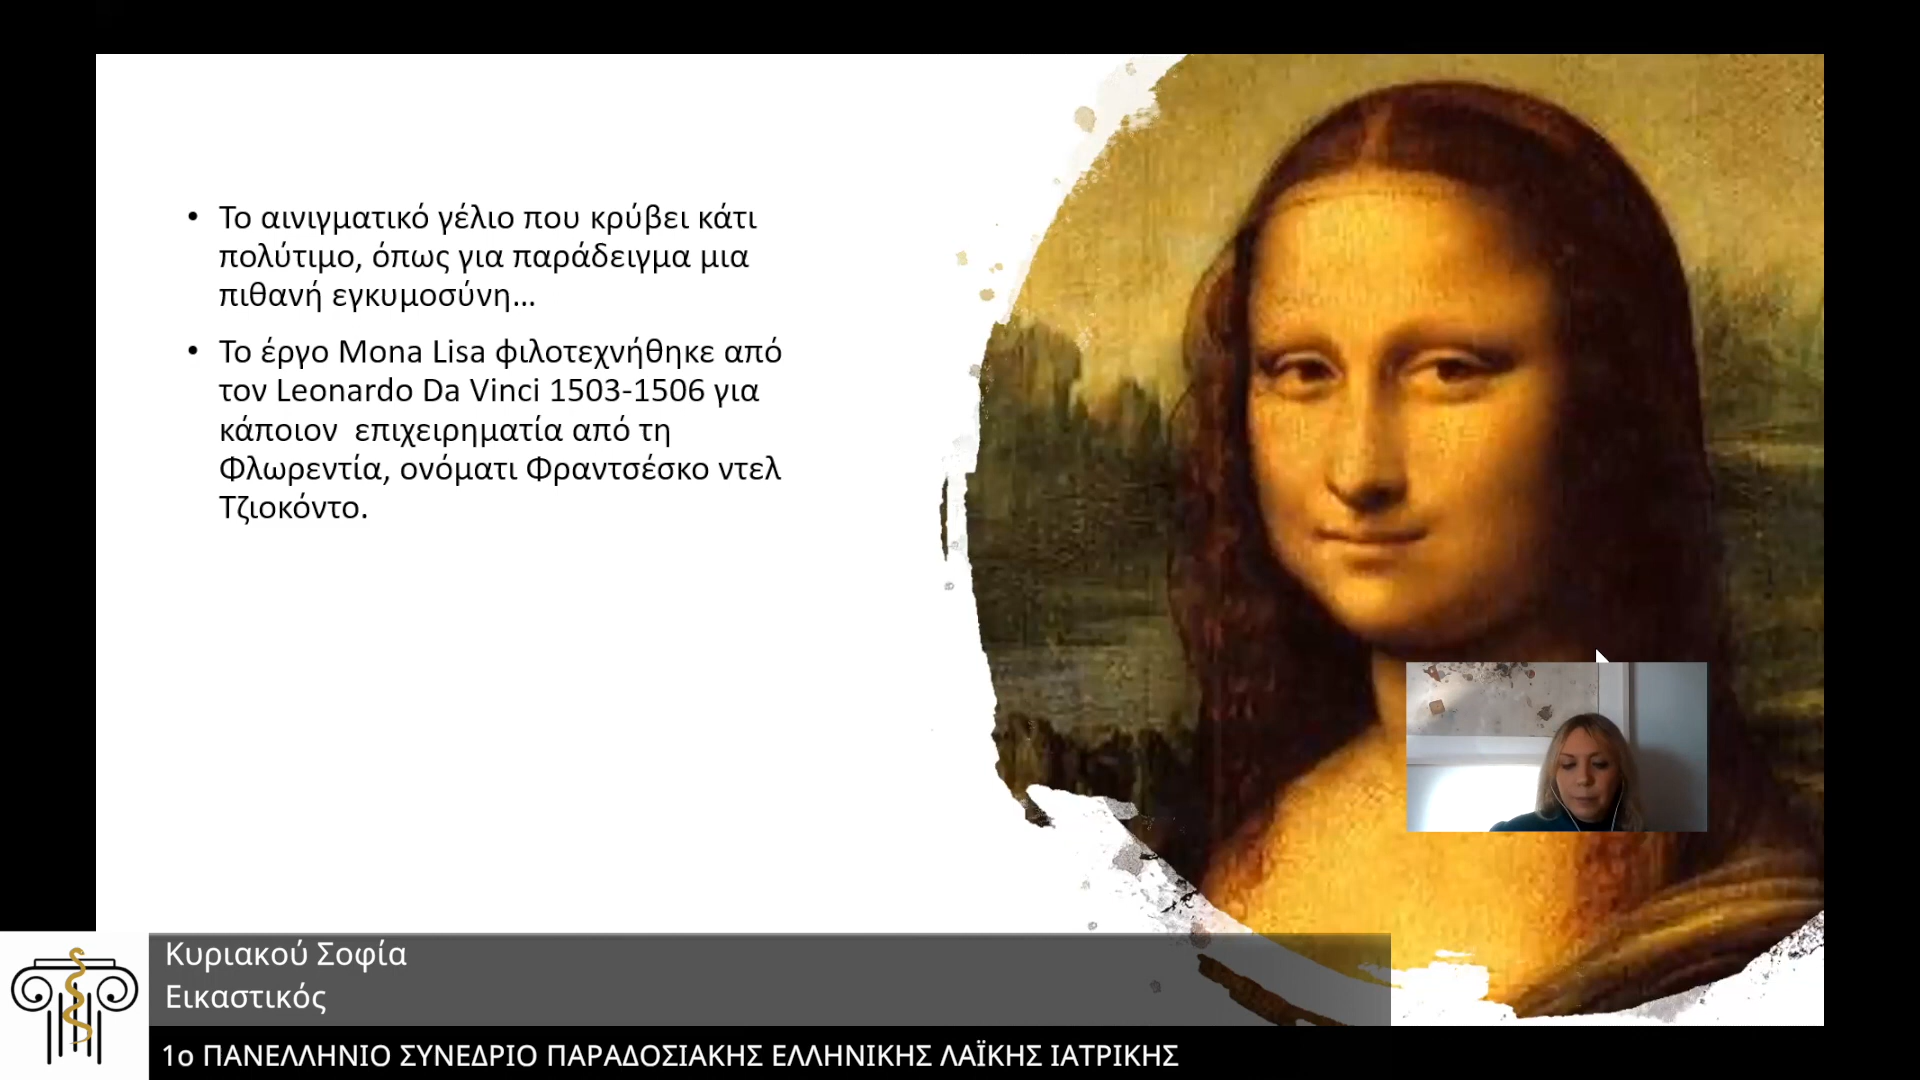 • Το αινιγματικό γέλιο που κρύβει κάτι
πολύτιμο, όπως για παράδειγμα μια
πιθανή εγκυμοσύνη…
• Το έργο Mona Lisa φιλοτεχνήθηκε από
τον Leonardo Da Vinci 1503-1506 για
κάποιον  επιχειρηματία από τη
Φλωρεντία, ονόματι Φραντσέσκο ντελ
Τζιοκόντο.
Κυριακού Σοφία
Εικαστικός
1ο ΠΑΝΕΛΛΗΝΙΟ ΣΥΝΕΔΡΙΟ ΠΑΡΑΔΟΣΙΑΚΗΣ ΕΛΛΗΝΙΚΗΣ ΛΑΪΚΗΣ ΙΑΤΡΙΚΗΣ